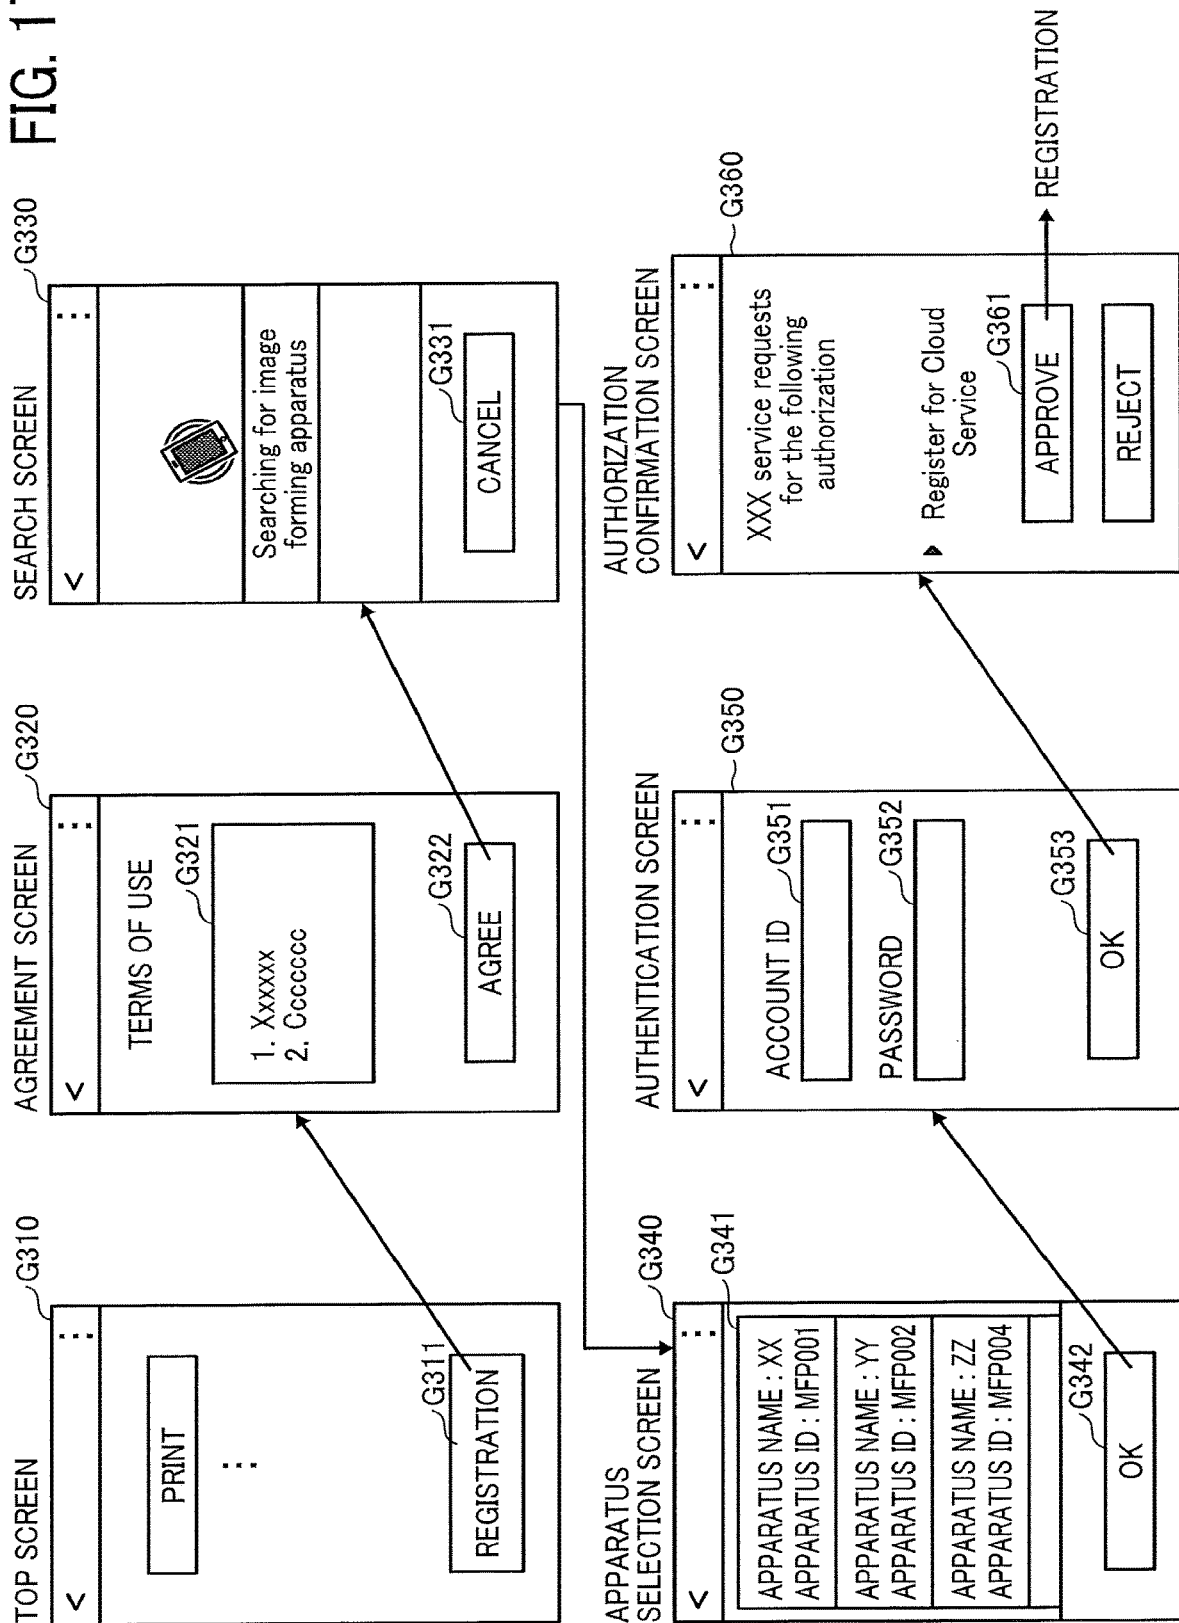 FIG. 1
TOP SCREEN
G310
<
...
PRINT
...
G311
REGISTRATION
AGREEMENT SCREEN
G320
<
...
TERMS OF USE
G321
1. Xxxxxx
2. Ccccccc
G322
AGREE
SEARCH SCREEN
G330
<
...
Searching for image
forming apparatus
G331
CANCEL
APPARATUS
SELECTION SCREEN
G340
<
...
G341
APPARATUS NAME : XX
APPARATUS ID : MFP001
APPARATUS NAME : YY
APPARATUS ID : MFP002
APPARATUS NAME : ZZ
APPARATUS ID : MFP004
G342
OK
AUTHENTICATION SCREEN
G350
<
...
ACCOUNT ID
G351
PASSWORD
G352
G353
OK
AUTHORIZATION
CONFIRMATION SCREEN
G360
<
...
XXX service requests
for the following
authorization
Register for Cloud
Service
G361
APPROVE
REGISTRATION
REJECT